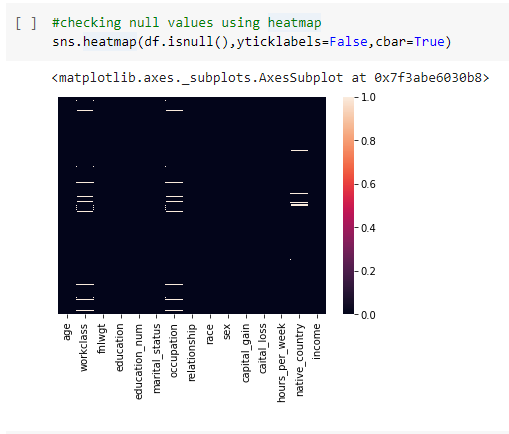 [ ] #checking null values using heatmap
sns.heatmap(df.isnull(),yticklabels=False,cbar=True)
<matplotlib.axes._subplots.AxesSubplot at 0x7f3abe6030b8>
1.0
0.8
0.6
0.4
0.2
0.0
age
workclass
fnlwgt
education
education_num
marital_status
occupation
relationship
race
sex
capital_gain
caital_loss
hours_per_week
native_country
income